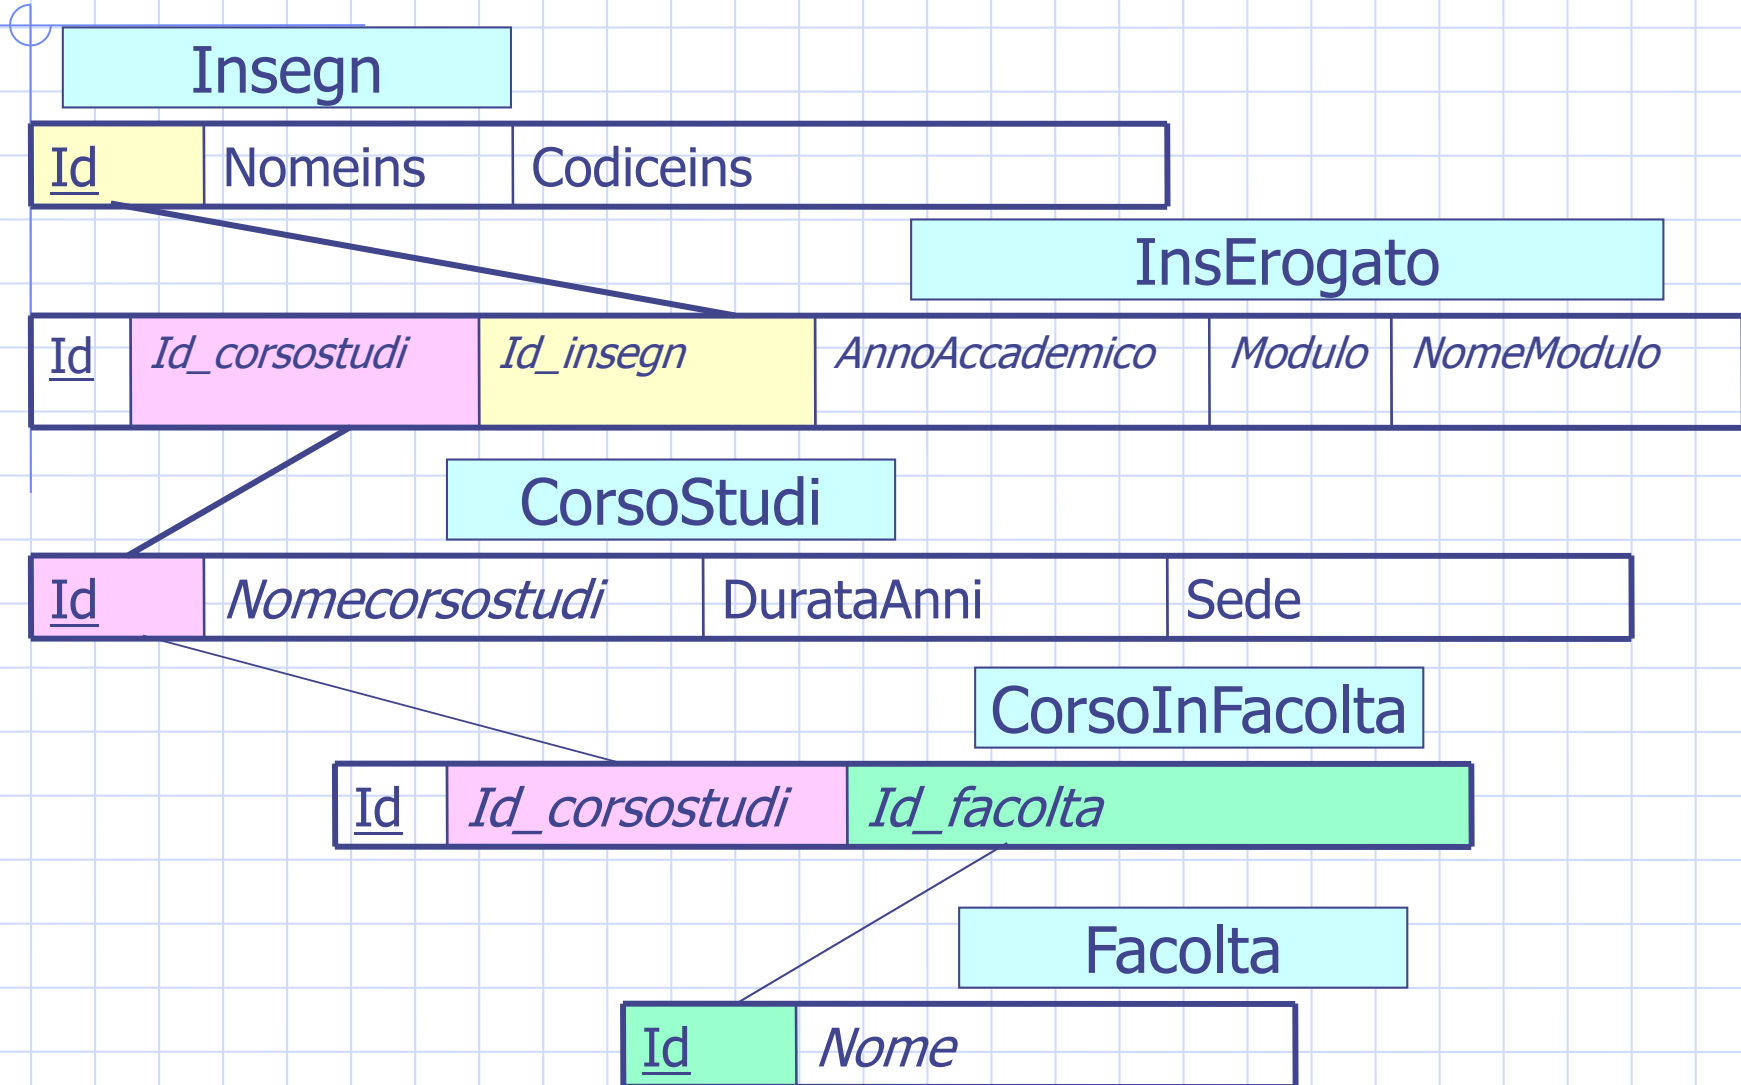 Insegn
Id Nomeins Codiceins
InsErogato
Id Id_corsostudi Id_insegn AnnoAccademico Modulo NomeModulo
CorsoStudi
Id Nomecorsostudi DurataAnni Sede
CorsoInFacolta
Id Id_corsostudi Id_facolta
Facolta
Id Nome